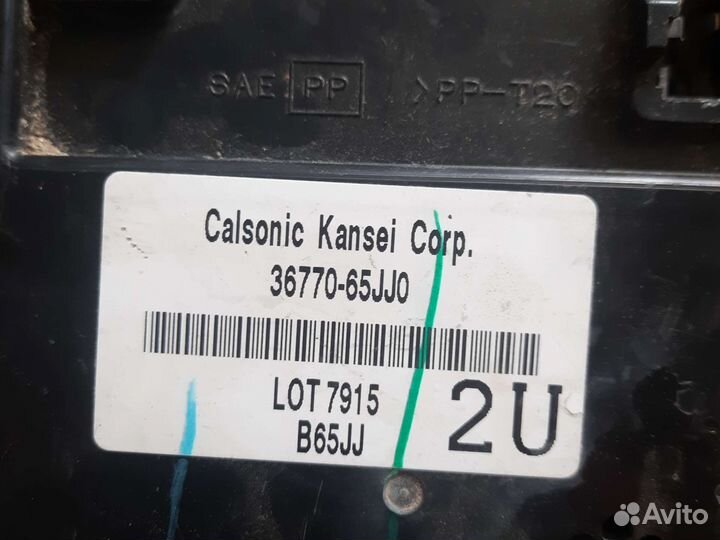 SAE PP >PP-T20
Calsonic Kansei Corp.
36770-65JJ0
LOT 7915
B65JJ
2U
Avito